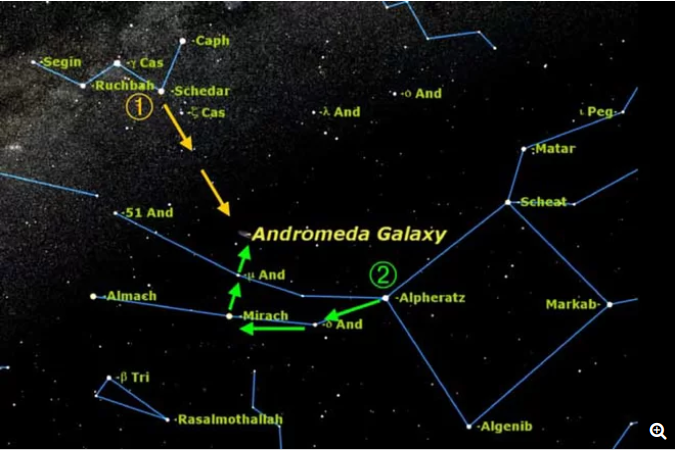 -Caph
-Segin
-γ Cas
-Ruchbah
-Schedar
-ο And
①
-ζ Cas
-λ And
ι Peg-
-Matar
-Scheat
-51 And
-Andromeda Galaxy
-μ And
②
-Almach
-Alpheratz
Markab-
-Mirach
-δ And
-β Tri
-Rasalmothallah
-Algenib